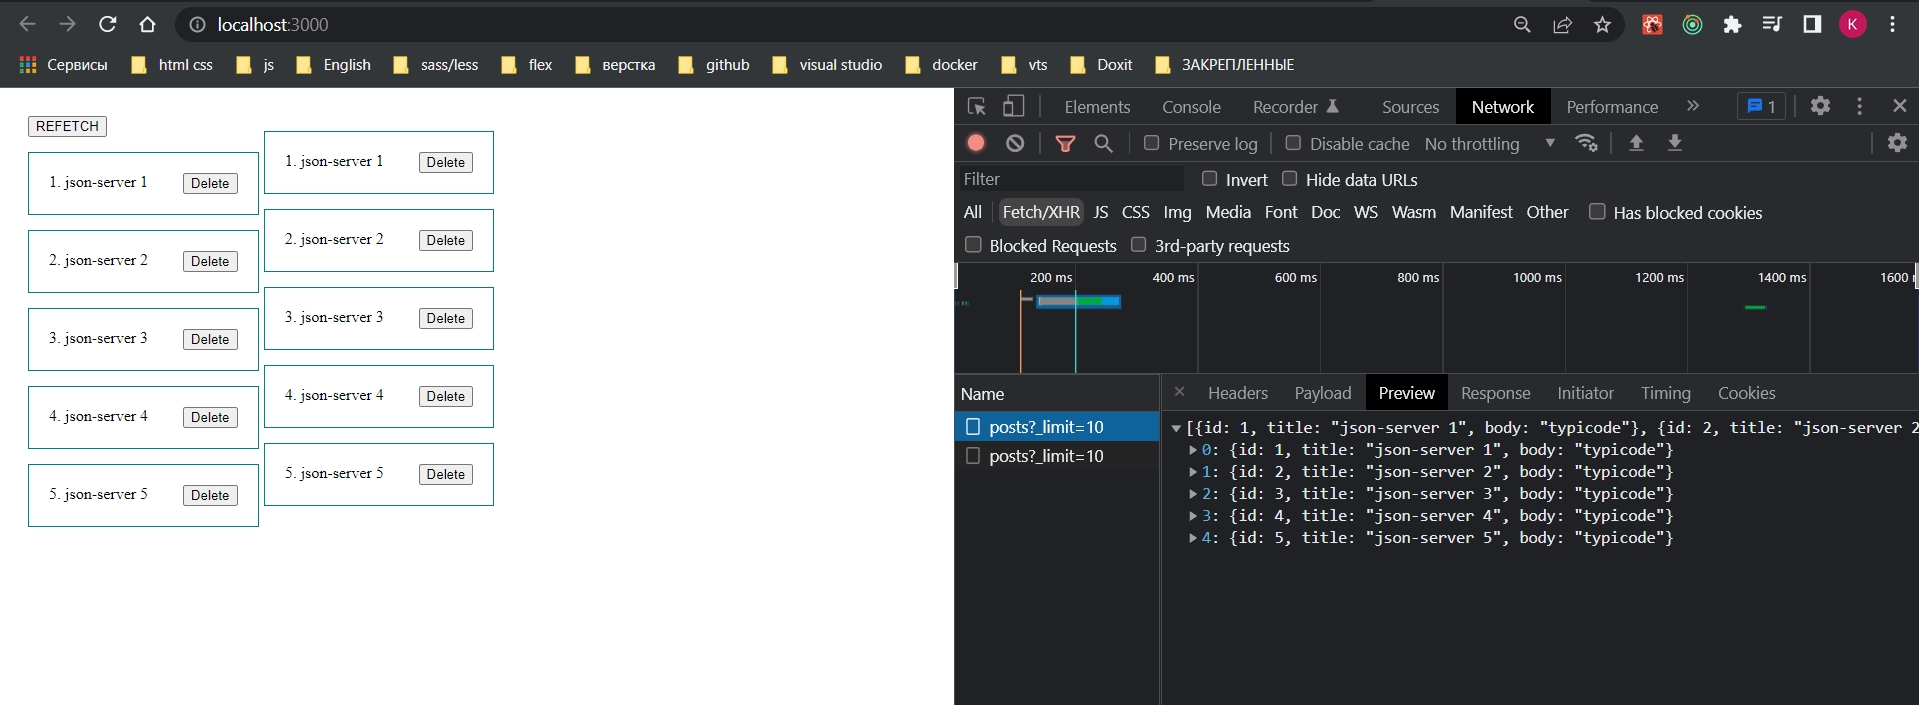 localhost:3000
K
Сервисы html css js English sass/less flex верстка github visual studio docker vts Doxit ЗАКРЕПЛЕННЫЕ
REFETCH
1. json-server 1 Delete
2. json-server 2 Delete
3. json-server 3 Delete
4. json-server 4 Delete
5. json-server 5 Delete
1. json-server 1 Delete
2. json-server 2 Delete
3. json-server 3 Delete
4. json-server 4 Delete
5. json-server 5 Delete
Elements Console Recorder Sources Network Performance » 1
Preserve log Disable cache No throttling
Filter Invert Hide data URLs
All Fetch/XHR JS CSS Img Media Font Doc WS Wasm Manifest Other Has blocked cookies
Blocked Requests 3rd-party requests
200 ms 400 ms 600 ms 800 ms 1000 ms 1200 ms 1400 ms 1600
Name
posts?_limit=10
posts?_limit=10
Headers Payload Preview Response Initiator Timing Cookies
[{id: 1, title: "json-server 1", body: "typicode"}, {id: 2, title: "json-server 2
0: {id: 1, title: "json-server 1", body: "typicode"}
1: {id: 2, title: "json-server 2", body: "typicode"}
2: {id: 3, title: "json-server 3", body: "typicode"}
3: {id: 4, title: "json-server 4", body: "typicode"}
4: {id: 5, title: "json-server 5", body: "typicode"}